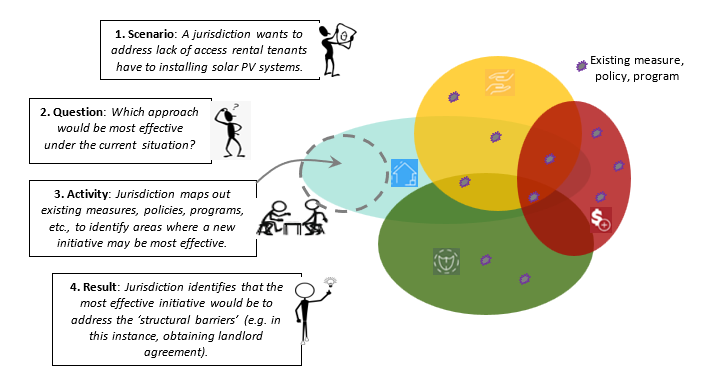 1. Scenario: A jurisdiction wants to
address lack of access rental tenants
have to installing solar PV systems.
Existing measure,
policy, program
2. Question: Which approach
would be most effective
under the current situation?
?
3. Activity: Jurisdiction maps out
existing measures, policies, programs,
etc., to identify areas where a new
initiative may be most effective.
4. Result: Jurisdiction identifies that the
most effective initiative would be to
address the ‘structural barriers’ (e.g. in
this instance, obtaining landlord
agreement).